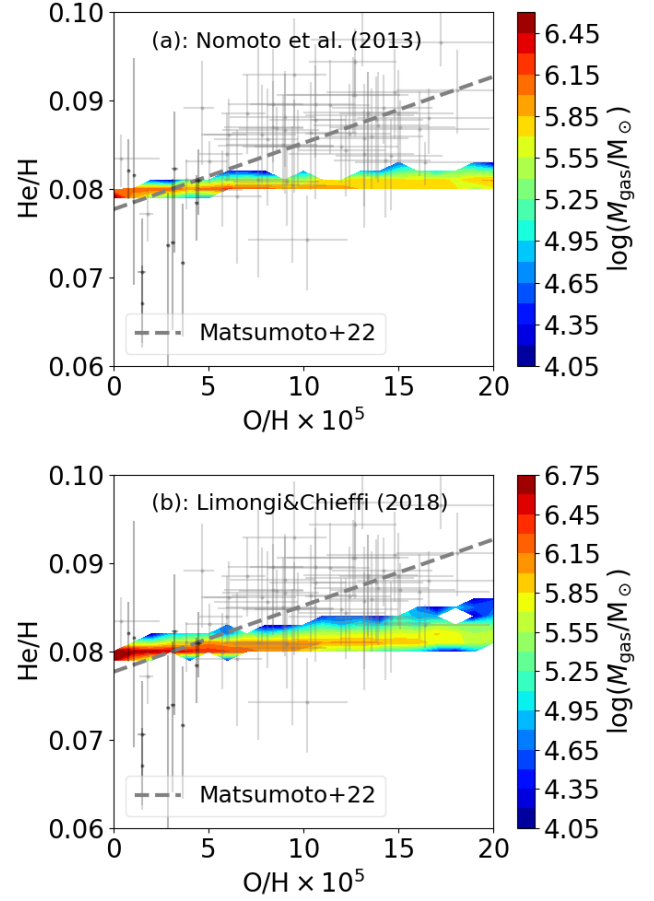 (a): Nomoto et al. (2013)
0.10
0.09
0.08
0.07
0.06
He/H
Matsumoto+22
0 5 10 15 20
O/H × 10⁵
6.45
6.15
5.85
5.55
5.25
4.95
4.65
4.35
4.05
log(M_gas/M_⊙)
(b): Limongi&Chieffi (2018)
0.10
0.09
0.08
0.07
0.06
He/H
Matsumoto+22
0 5 10 15 20
O/H × 10⁵
6.75
6.45
6.15
5.85
5.55
5.25
4.95
4.65
4.35
4.05
log(M_gas/M_⊙)